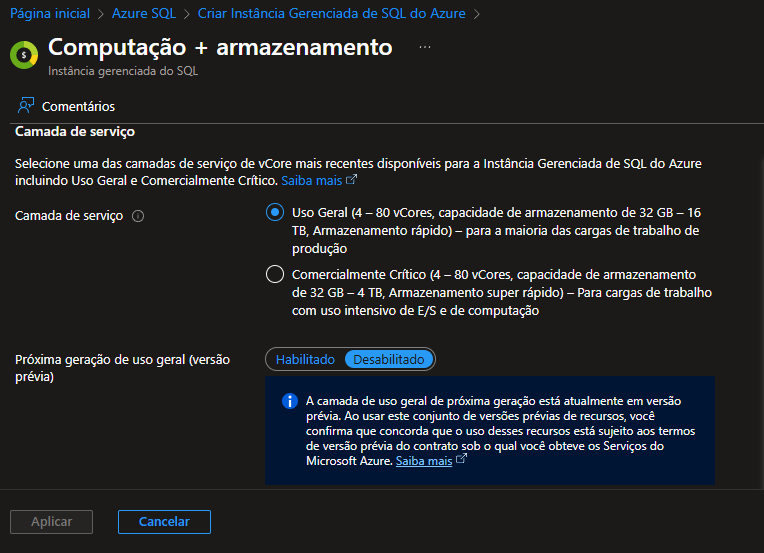 Página inicial > Azure SQL > Criar Instância Gerenciada de SQL do Azure >
$
Computação + armazenamento ...
Instância gerenciada do SQL
Comentários
Camada de serviço
Selecione uma das camadas de serviço de vCore mais recentes disponíveis para a Instância Gerenciada de SQL do Azure
incluindo Uso Geral e Comercialmente Crítico. Saiba mais
Camada de serviço
Uso Geral (4 – 80 vCores, capacidade de armazenamento de 32 GB – 16
TB, Armazenamento rápido) – para a maioria das cargas de trabalho de
produção
Comercialmente Crítico (4 – 80 vCores, capacidade de armazenamento
de 32 GB – 4 TB, Armazenamento super rápido) – Para cargas de trabalho
com uso intensivo de E/S e de computação
Próxima geração de uso geral (versão
prévia)
Habilitado Desabilitado
A camada de uso geral de próxima geração está atualmente em versão
prévia. Ao usar este conjunto de versões prévias de recursos, você
confirma que concorda que o uso desses recursos está sujeito aos termos
de versão prévia do contrato sob o qual você obteve os Serviços do
Microsoft Azure. Saiba mais
Aplicar Cancelar